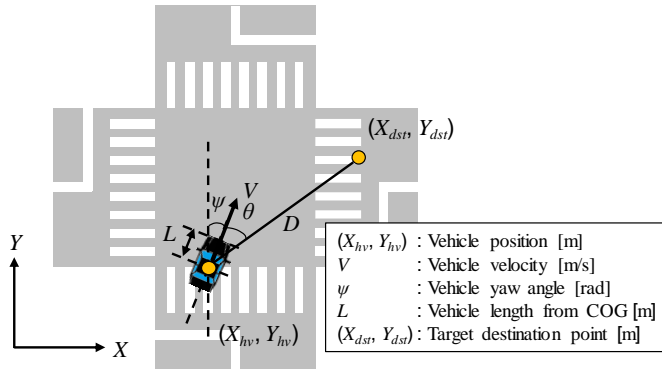 (X_dst, Y_dst)
ψ V
θ
L
D
Y
X
(X_hv, Y_hv)
(X_hv, Y_hv) : Vehicle position [m]
V : Vehicle velocity [m/s]
ψ : Vehicle yaw angle [rad]
L : Vehicle length from COG [m]
(X_dst, Y_dst) : Target destination point [m]